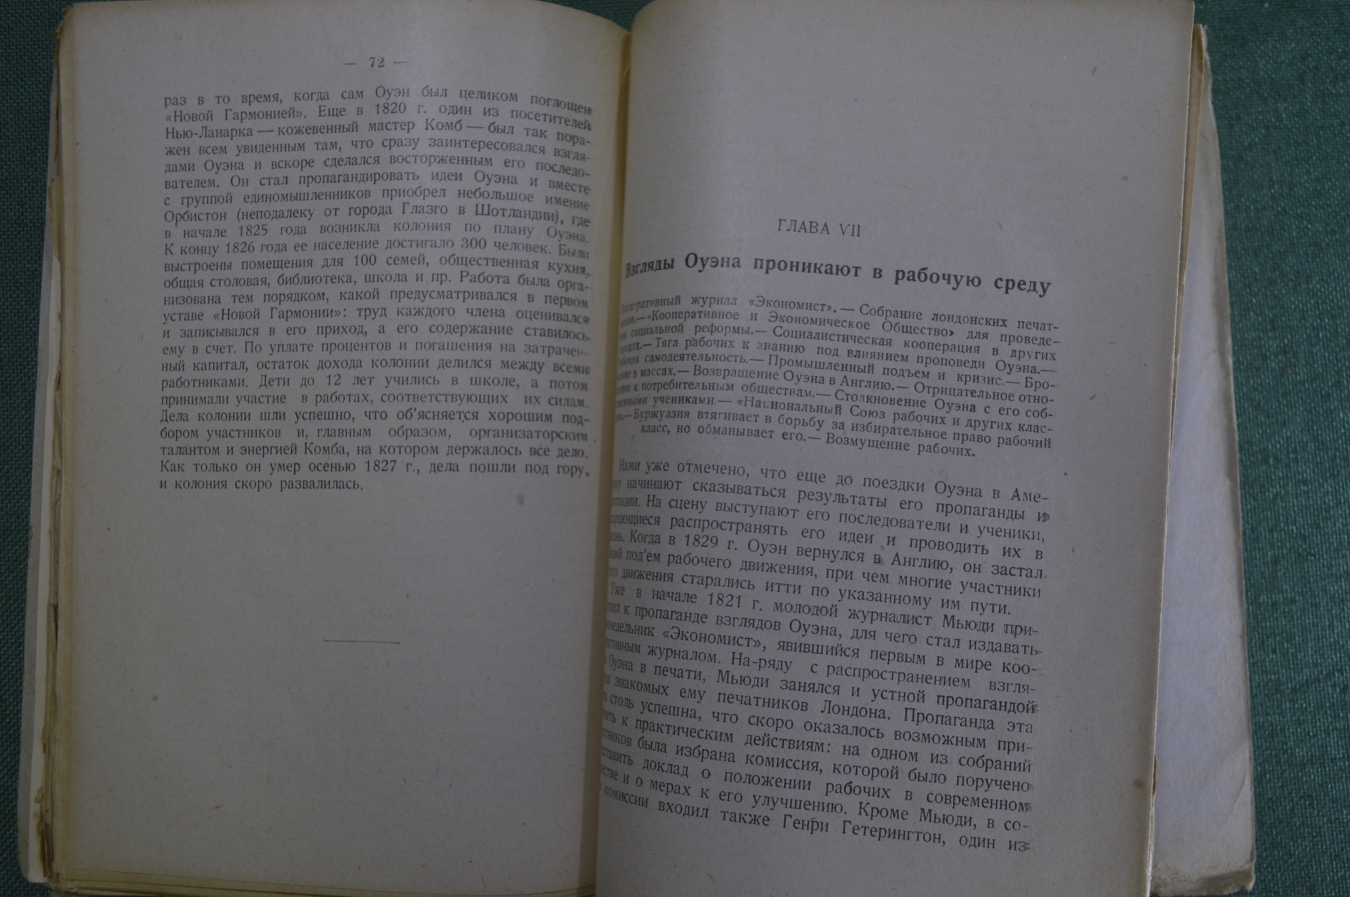 — 72 —
раз в то время, когда сам Оуэн был целиком поглощен
«Новой Гармонией». Еще в 1820 г. один из посетителей
Нью-Ланарка — кожевенный мастер Комб — был так пора-
жен всем увиденным там, что сразу заинтересовался взгля-
дами Оуэна и вскоре сделался восторженным его последо-
вателем. Он стал пропагандировать идеи Оуэна и вместе
с группой единомышленников приобрел небольшое имение
Орбистон (неподалеку от города Глазго в Шотландии), где
в начале 1825 года возникла колония по плану Оуэна.
К концу 1826 года ее население достигало 300 человек. Были
выстроены помещения для 100 семей, общественная кухня,
общая столовая, библиотека, школа и пр. Работа была орга-
низована тем порядком, какой предусматривался в первом
уставе «Новой Гармонии»: труд каждого члена оценивался
и записывался в его приход, а его содержание ставилось
ему в счет. По уплате процентов и погашения на затрачен-
ный капитал, остаток дохода колонии делился между всеми
работниками. Дети до 12 лет учились в школе, а потом
принимали участие в работах, соответствующих их силам.
Дела колонии шли успешно, что об'ясняется хорошим под-
бором участников и, главным образом, организаторским
талантом и энергией Комба, на котором держалось все дело.
Как только он умер осенью 1827 г., дела пошли под гору,
и колония скоро развалилась.
ГЛАВА VII
Взгляды Оуэна проникают в рабочую среду
журнал «Экономист». — Собрание лондонских печат-
«Кооперативное и Экономическое Общество» для проведе-
социальной реформы.— Социалистическая кооперация в других
Тяга рабочих к знанию под влиянием проповеди Оуэна.—
самодеятельность.— Промышленный подъем и кризис.— Бро-
в массах.— Возвращение Оуэна в Англию.— Отрицательное отно-
к потребительным обществам.— Столкновение Оуэна с его соб-
учениками.— «Национальный Союз рабочих и других клас-
Буржуазия втягивает в борьбу за избирательное право рабочий
класс, но обманывает его.— Возмущение рабочих.
Нами уже отмечено, что еще до поездки Оуэна в Аме-
начинают сказываться результаты его пропаганды и
На сцену выступают его последователи и ученики,
распространять его идеи и проводить их в
Когда в 1829 г. Оуэн вернулся в Англию, он застал
под'ем рабочего движения, при чем многие участники
движения старались итти по указанному им пути.
Уже в начале 1821 г. молодой журналист Мьюди при-
к пропаганде взглядов Оуэна, для чего стал издавать
«Экономист», явившийся первым в мире коо-
журналом. На-ряду с распространением взгля-
Оуэна в печати, Мьюди занялся и устной пропагандой
знакомых ему печатников Лондона. Пропаганда эта
столь успешна, что скоро оказалось возможным при-
к практическим действиям: на одном из собраний
была избрана комиссия, которой было поручено
доклад о положении рабочих в современном
и о мерах к его улучшению. Кроме Мьюди, в со-
комиссии входил также Генри Гетерингтон, один из